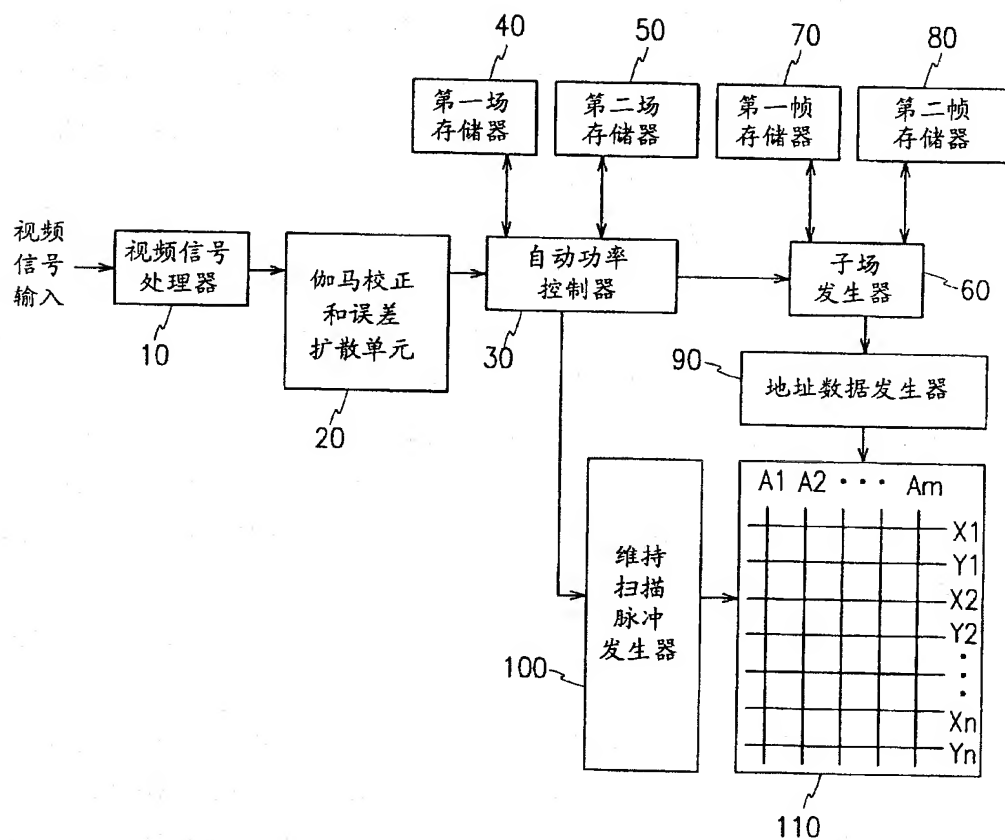 40
50
70
80
第一场
存储器
第二场
存储器
第一帧
存储器
第二帧
存储器
视频
信号
输入
视频信号
处理器
10
伽马校正
和误差
扩散单元
20
自动功率
控制器
30
子场
发生器
60
90
地址数据发生器
维持
扫描
脉冲
发生器
100
A1 A2 ··· Am
X1
Y1
X2
Y2
⋮
Xn
Yn
110